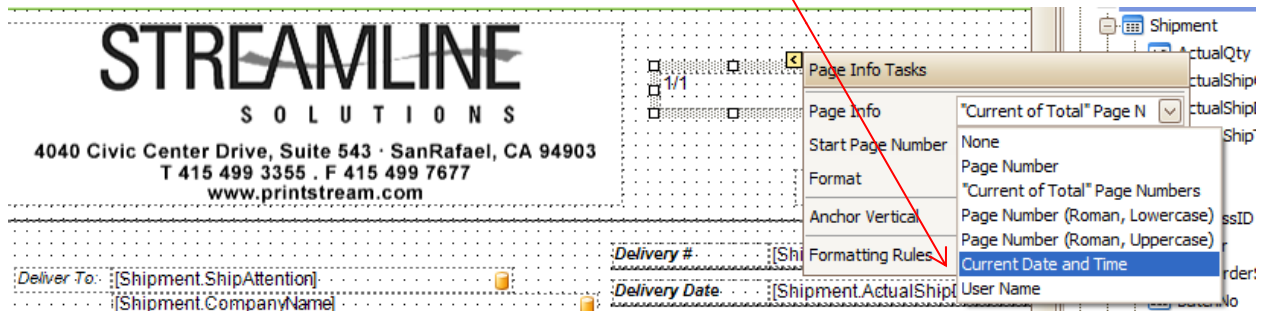 STREAMLINE
SOLUTIONS
4040 Civic Center Drive, Suite 543 · SanRafael, CA 94903
T 415 499 3355 . F 415 499 7677
www.printstream.com
1/1
Deliver To:
[Shipment.ShipAttention]
[Shipment.CompanyName]
Delivery #
[Shi
Delivery Date
[Shipment.ActualShipD
Page Info Tasks
Page Info
"Current of Total" Page N
Start Page Number
Format
Anchor Vertical
Formatting Rules
None
Page Number
"Current of Total" Page Numbers
Page Number (Roman, Lowercase)
Page Number (Roman, Uppercase)
Current Date and Time
User Name
Shipment
ActualQty